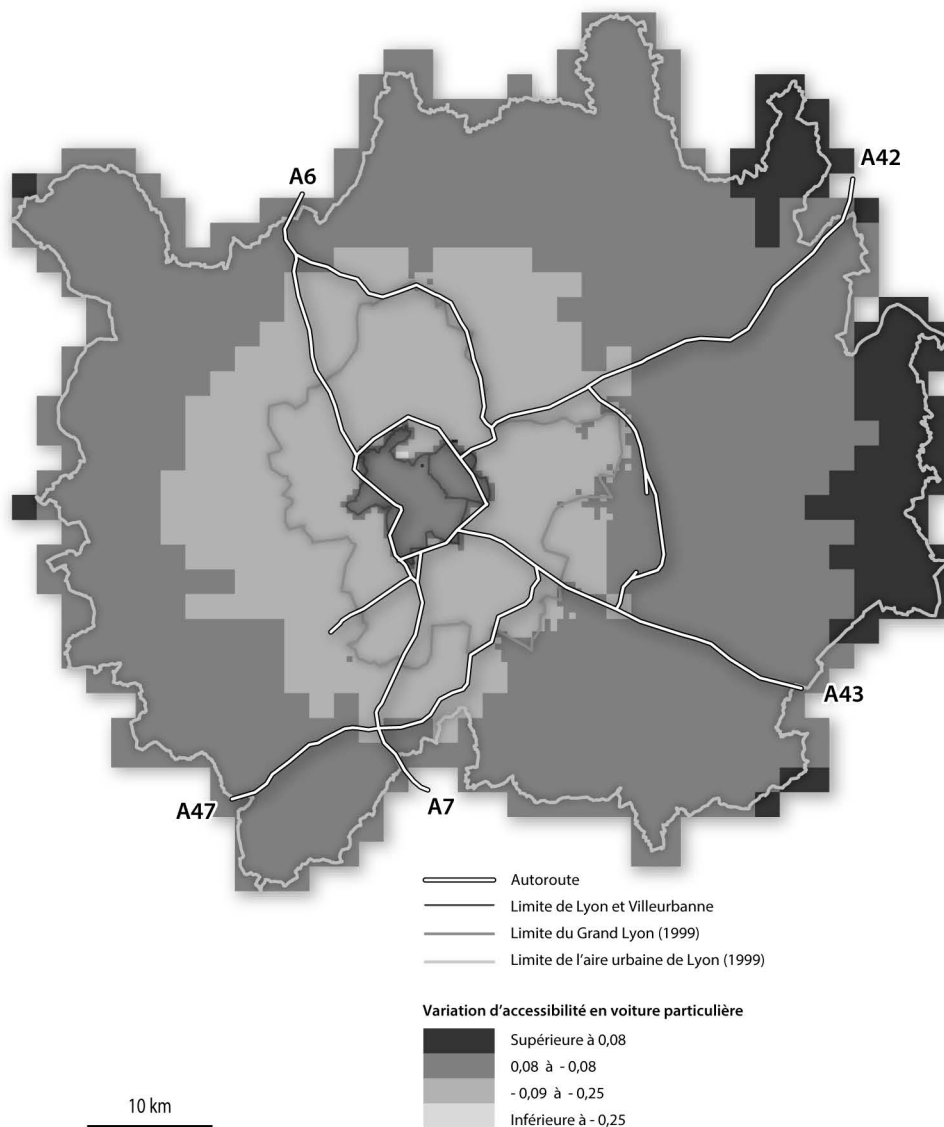 A42
A6
A43
A47
A7
Autoroute
Limite de Lyon et Villeurbanne
Limite du Grand Lyon (1999)
Limite de l'aire urbaine de Lyon (1999)
Variation d'accessibilité en voiture particulière
Supérieure à 0,08
0,08 à - 0,08
- 0,09 à - 0,25
Inférieure à - 0,25
10 km